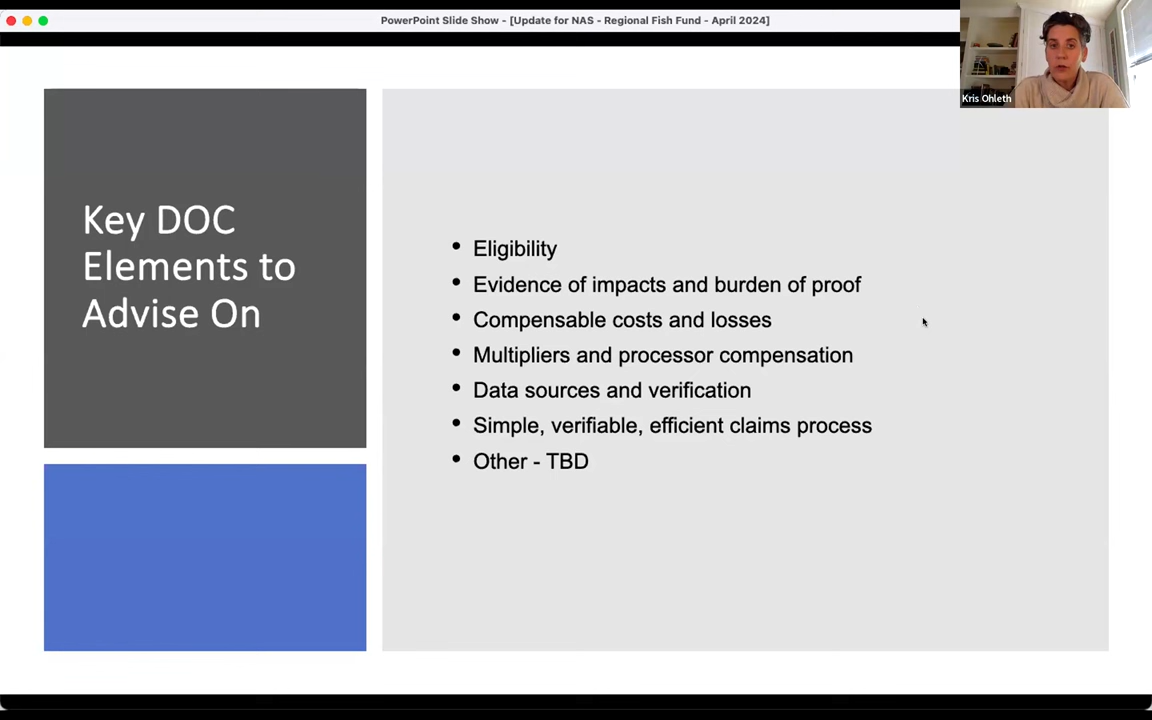 PowerPoint Slide Show - [Update for NAS - Regional Fish Fund - April 2024]
Kris Ohleth
Key DOC
Elements to
Advise On
• Eligibility
• Evidence of impacts and burden of proof
• Compensable costs and losses
• Multipliers and processor compensation
• Data sources and verification
• Simple, verifiable, efficient claims process
• Other - TBD